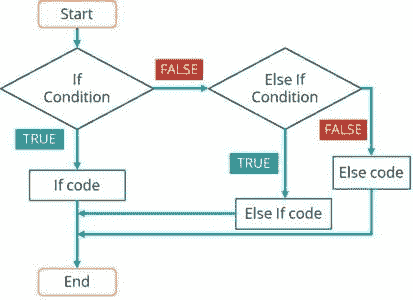 Start
If
Condition
FALSE
Else If
Condition
TRUE
FALSE
TRUE
If code
Else code
Else If code
End